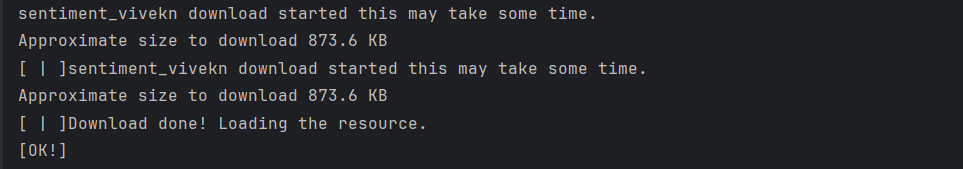 sentiment_vivekn download started this may take some time.
Approximate size to download 873.6 KB
[ | ]sentiment_vivekn download started this may take some time.
Approximate size to download 873.6 KB
[ | ]Download done! Loading the resource.
[OK!]